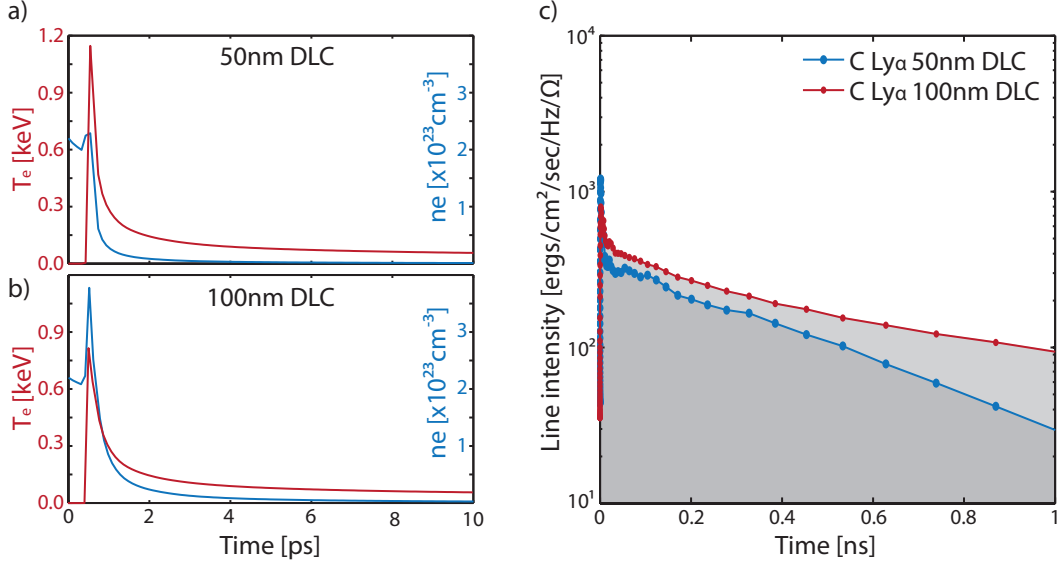 a)
50nm DLC
1.2
0.9
0.6
0.3
0.0
Te [keV]
3
2
1
ne [x10²³cm⁻³]
b)
100nm DLC
0.9
0.6
0.3
0.0
Te [keV]
3
2
1
ne [x10²³cm⁻³]
0 2 4 6 8 10
Time [ps]
c)
C Lyα 50nm DLC
C Lyα 100nm DLC
10⁴
10³
10²
10¹
Line intensity [ergs/cm²/sec/Hz/Ω]
0 0.2 0.4 0.6 0.8 1
Time [ns]